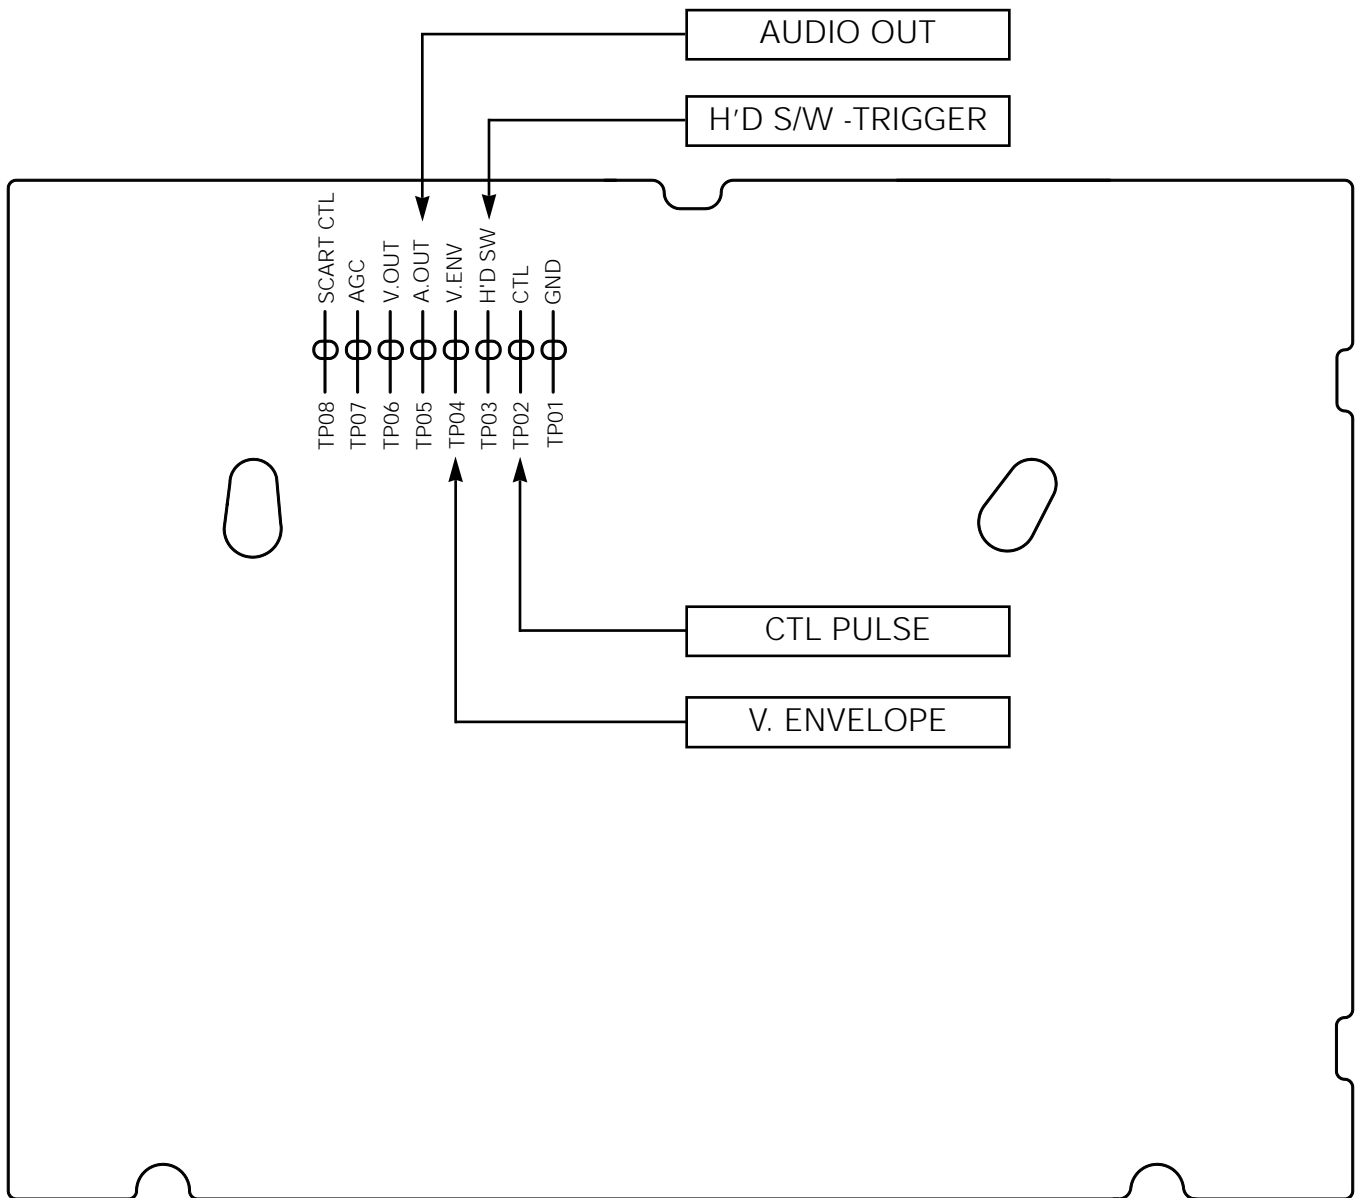 AUDIO OUT
H'D S/W -TRIGGER
SCART CTL
AGC
V.OUT
A.OUT
V.ENV
H'D SW
CTL
GND
TP08
TP07
TP06
TP05
TP04
TP03
TP02
TP01
CTL PULSE
V. ENVELOPE